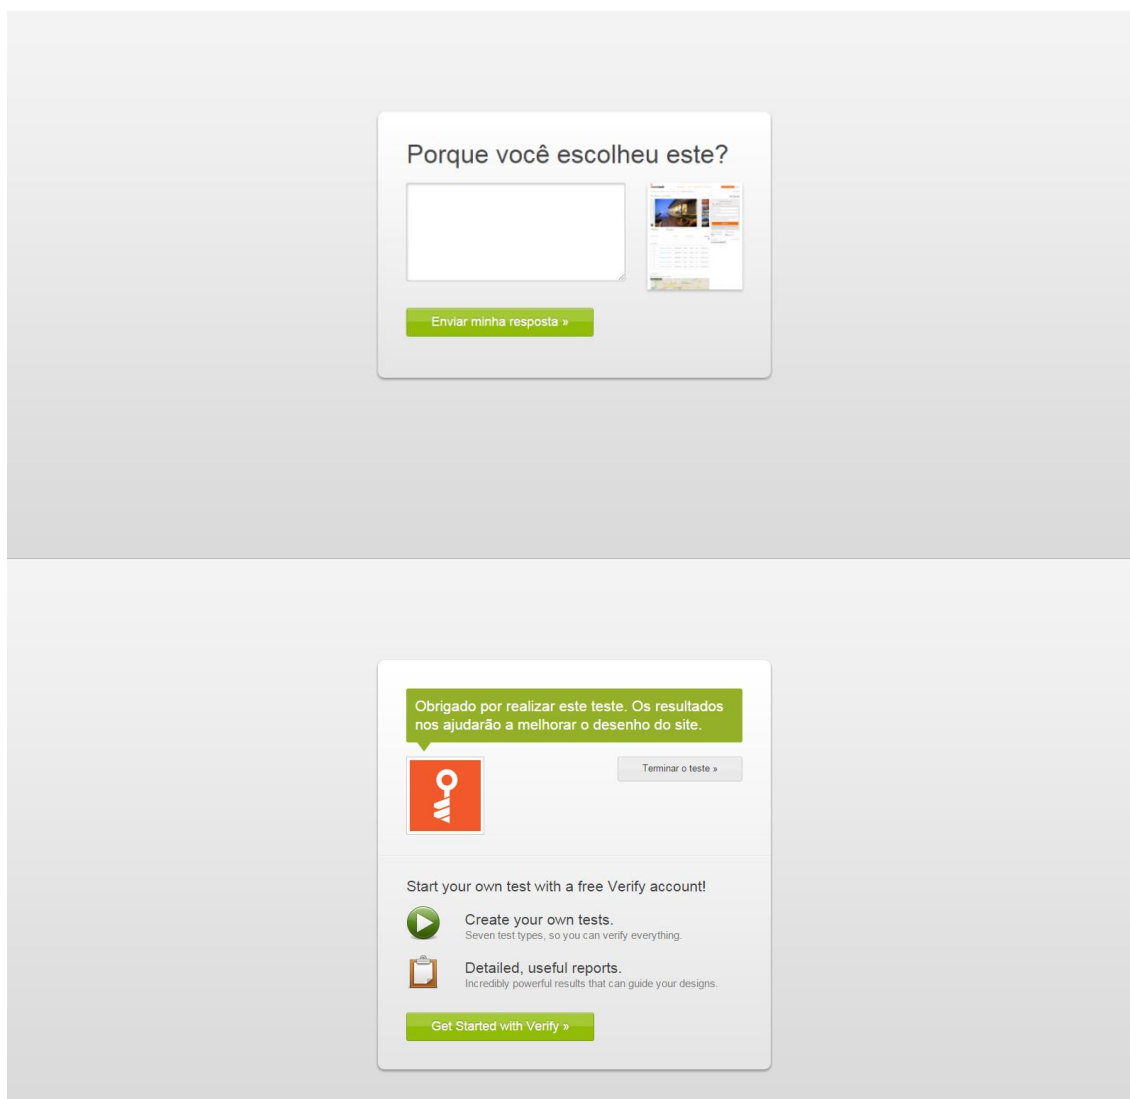 Porque você escolheu este?
Enviar minha resposta »
Obrigado por realizar este teste. Os resultados
nos ajudarão a melhorar o desenho do site.
Terminar o teste »
Start your own test with a free Verify account!
Create your own tests.
Seven test types, so you can verify everything.
Detailed, useful reports.
Incredibly powerful results that can guide your designs.
Get Started with Verify »